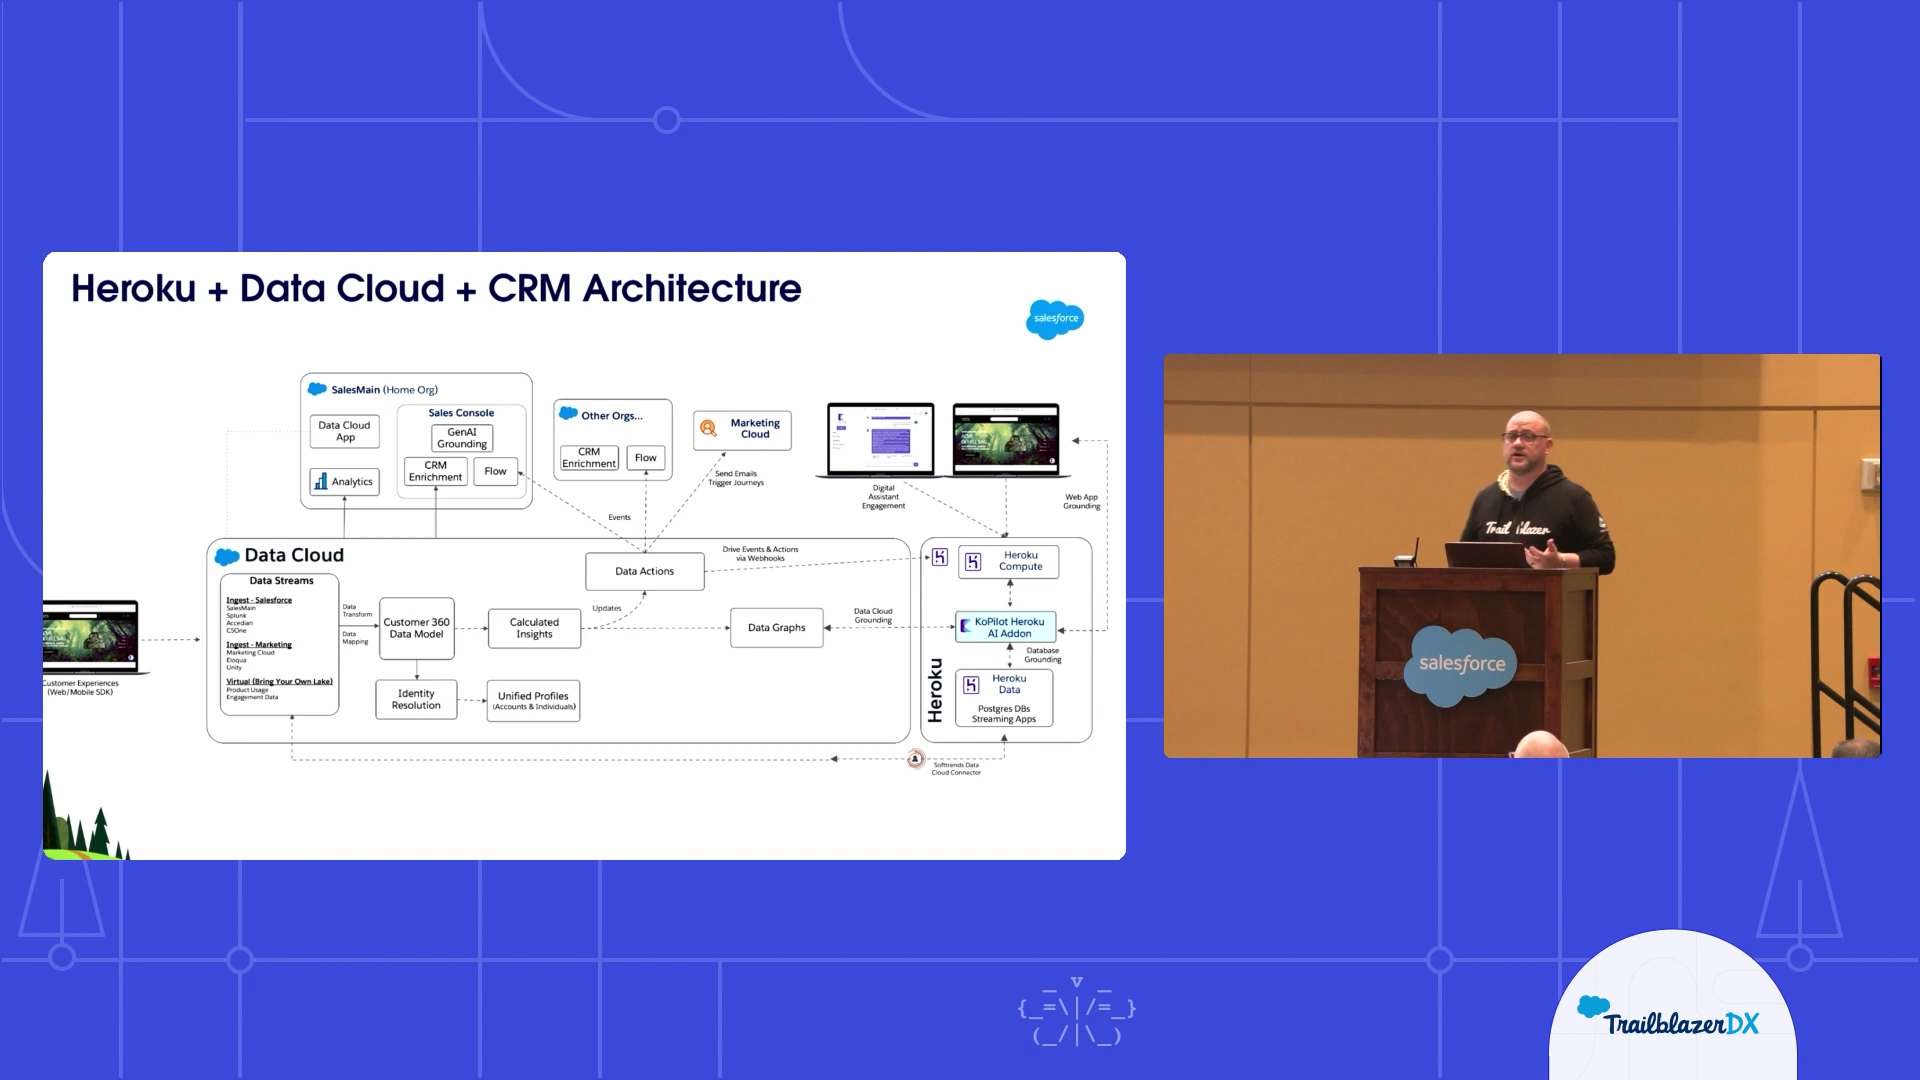 Heroku + Data Cloud + CRM Architecture
salesforce
SalesMain (Home Org)
Data Cloud
App
Analytics
Sales Console
GenAI
Grounding
CRM
Enrichment
Flow
Other Orgs...
CRM
Enrichment
Flow
Marketing
Cloud
Send Emails
Trigger Journeys
Events
Digital
Assistant
Engagement
Web App
Grounding
Data Cloud
Data Streams
Ingest - Salesforce
SalesMain
Splunk
Accedian
CSOne
Ingest - Marketing
Marketing Cloud
Eloqua
Unity
Virtual (Bring Your Own Lake)
Product Usage
Engagement Data
Data
Transform
Data
Mapping
Customer 360
Data Model
Identity
Resolution
Calculated
Insights
Unified Profiles
(Accounts & Individuals)
Updates
Data Actions
Drive Events & Actions
via Webhooks
Data Graphs
Data Cloud
Grounding
Heroku
Heroku
Compute
KoPilot Heroku
AI Addon
Database
Grounding
Heroku
Data
Postgres DBs
Streaming Apps
Softtrends Data
Cloud Connector
Customer Experiences
(Web/Mobile SDK)
Trailblazer
salesforce
TrailblazerDX